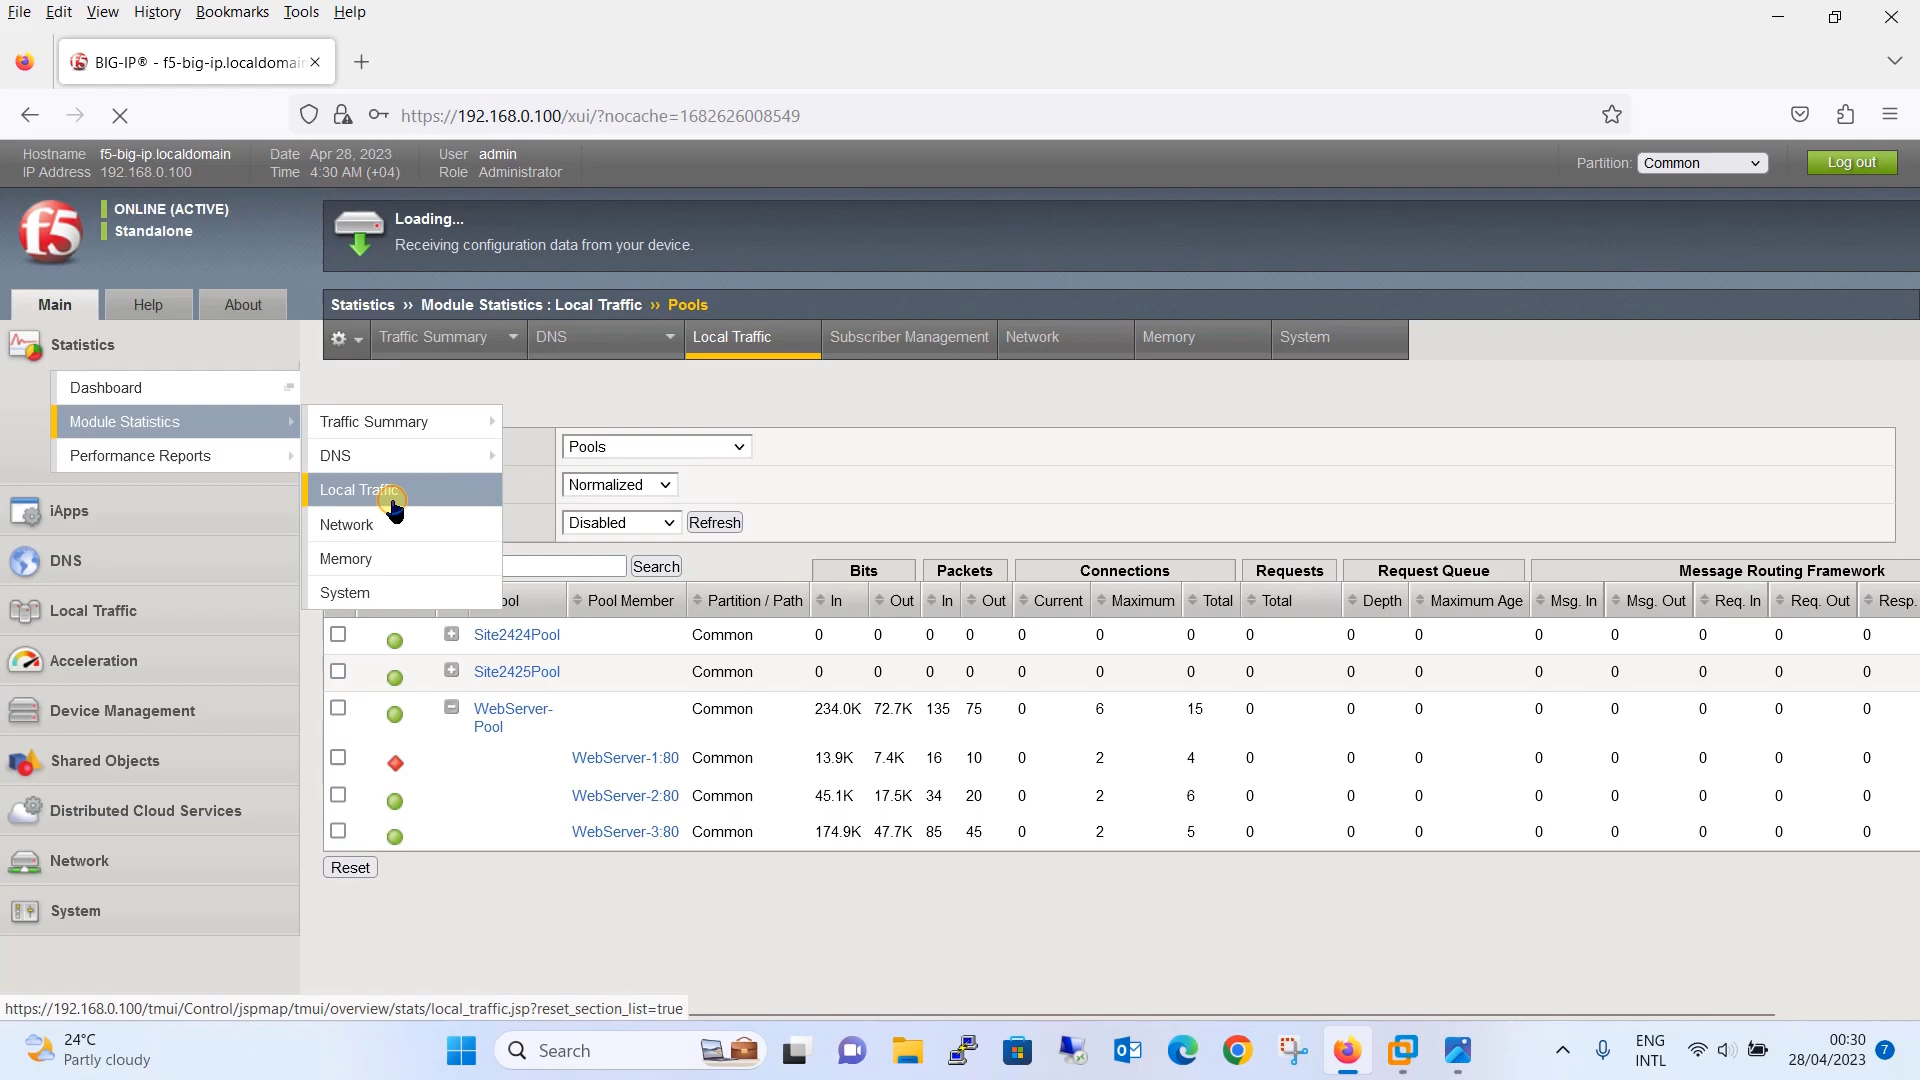 File Edit View History Bookmarks Tools Help
BIG-IP® - f5-big-ip.localdomain
https://192.168.0.100/xui/?nocache=1682626008549
Hostname f5-big-ip.localdomain Date Apr 28, 2023 User admin
IP Address 192.168.0.100 Time 4:30 AM (+04) Role Administrator
Partition: Common Log out
f5
ONLINE (ACTIVE)
Standalone
Loading...
Receiving configuration data from your device.
Main Help About
Statistics ›› Module Statistics : Local Traffic ›› Pools
Traffic Summary DNS Local Traffic Subscriber Management Network Memory System
Statistics
Dashboard
Module Statistics
Performance Reports
iApps
DNS
Local Traffic
Acceleration
Device Management
Shared Objects
Distributed Cloud Services
Network
System
Traffic Summary
DNS
Local Traffic
Network
Memory
System
Pools
Normalized
Disabled Refresh
Search Bits Packets Connections Requests Request Queue Message Routing Framework
Pool Member Partition / Path In Out In Out Current Maximum Total Total Depth Maximum Age Msg. In Msg. Out Req. In Req. Out Resp.
Site2424Pool Common 0 0 0 0 0 0 0 0 0 0 0 0 0 0 0
Site2425Pool Common 0 0 0 0 0 0 0 0 0 0 0 0 0 0 0
WebServer- Common 234.0K 72.7K 135 75 0 6 15 0 0 0 0 0 0 0 0
Pool
WebServer-1:80 Common 13.9K 7.4K 16 10 0 2 4 0 0 0 0 0 0 0 0
WebServer-2:80 Common 45.1K 17.5K 34 20 0 2 6 0 0 0 0 0 0 0 0
WebServer-3:80 Common 174.9K 47.7K 85 45 0 2 5 0 0 0 0 0 0 0 0
Reset
https://192.168.0.100/tmui/Control/jspmap/tmui/overview/stats/local_traffic.jsp?reset_section_list=true
24°C
Partly cloudy
Search
ENG
INTL
00:30
28/04/2023
7